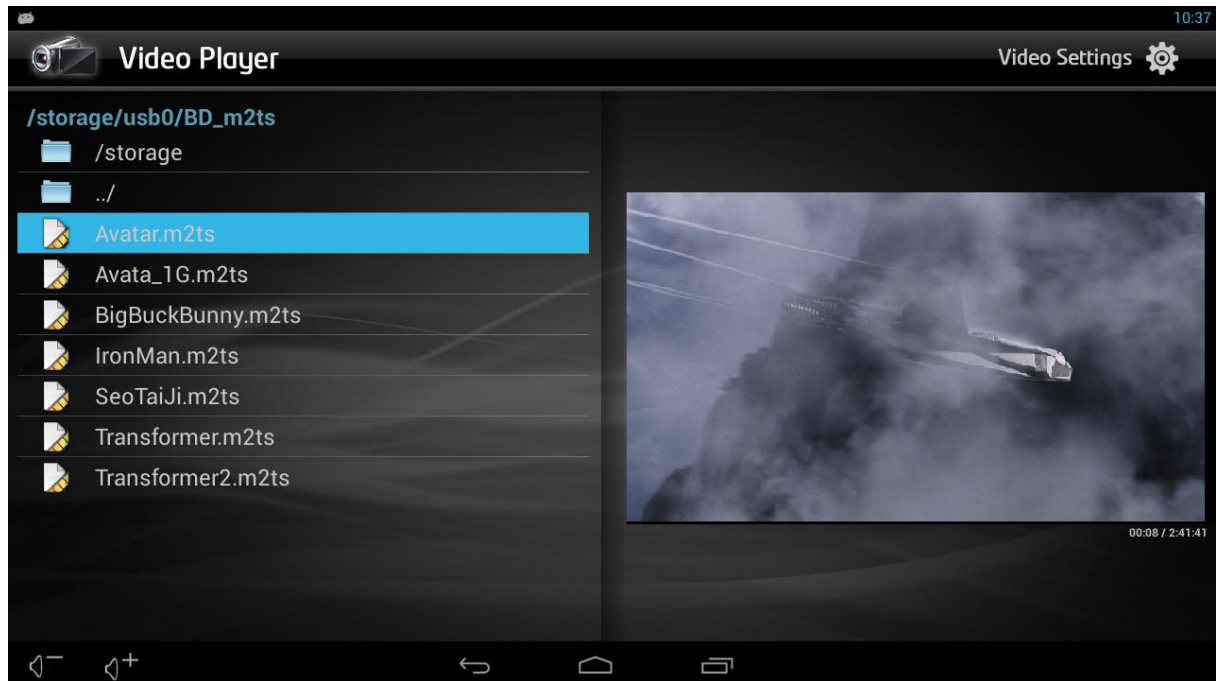 10:37
Video Player
Video Settings
/storage/usb0/BD_m2ts
/storage
../
Avatar.m2ts
Avata_1G.m2ts
BigBuckBunny.m2ts
IronMan.m2ts
SeoTaiJi.m2ts
Transformer.m2ts
Transformer2.m2ts
00:08 / 2:41:41